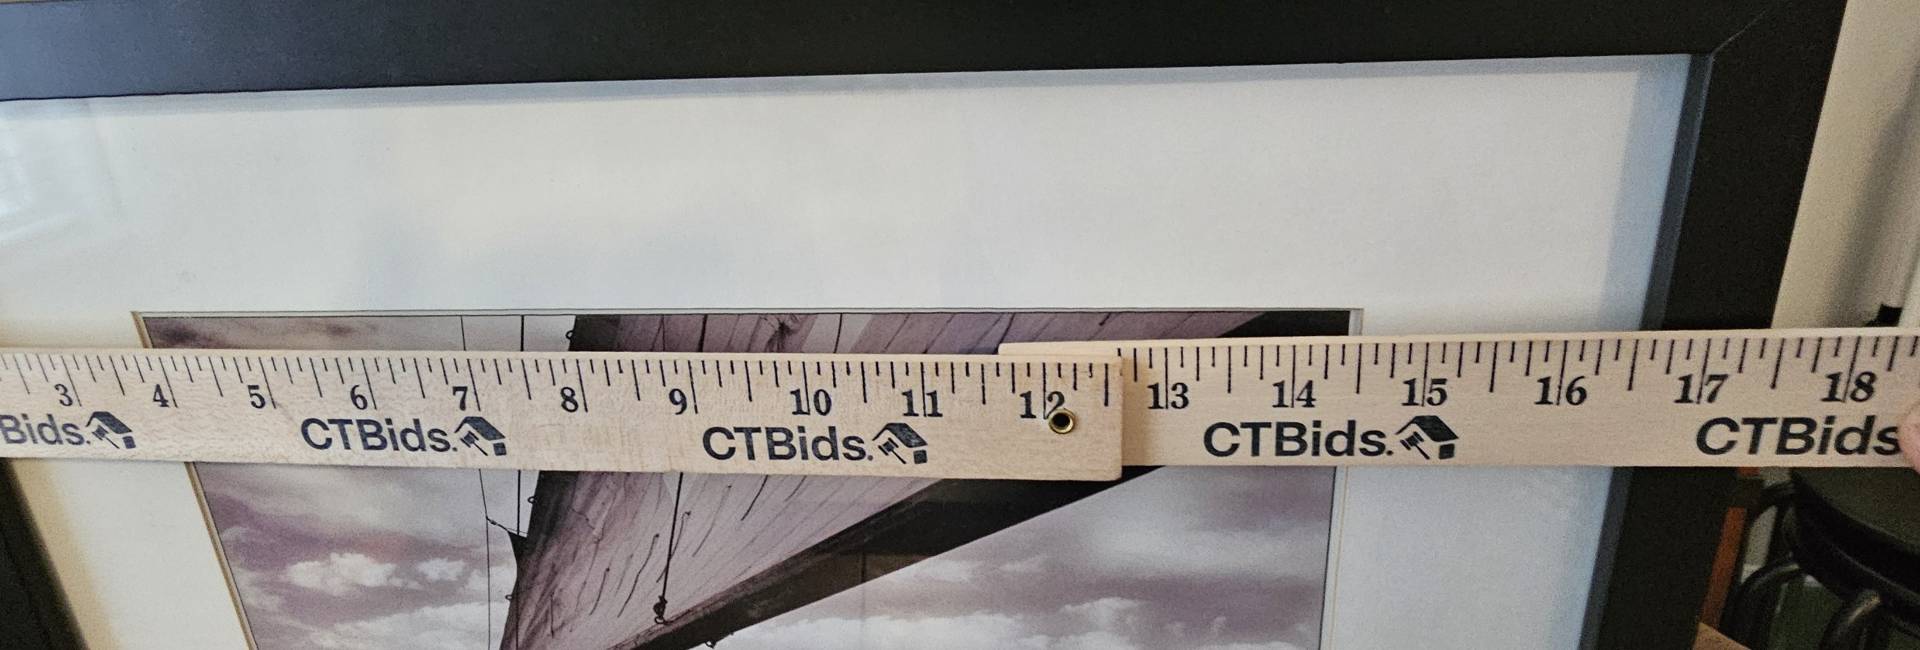 3 4 5 6 7 8 9 10 11 12 13 14 15 16 17 18
Bids. CTBids. CTBids. CTBids. CTBids